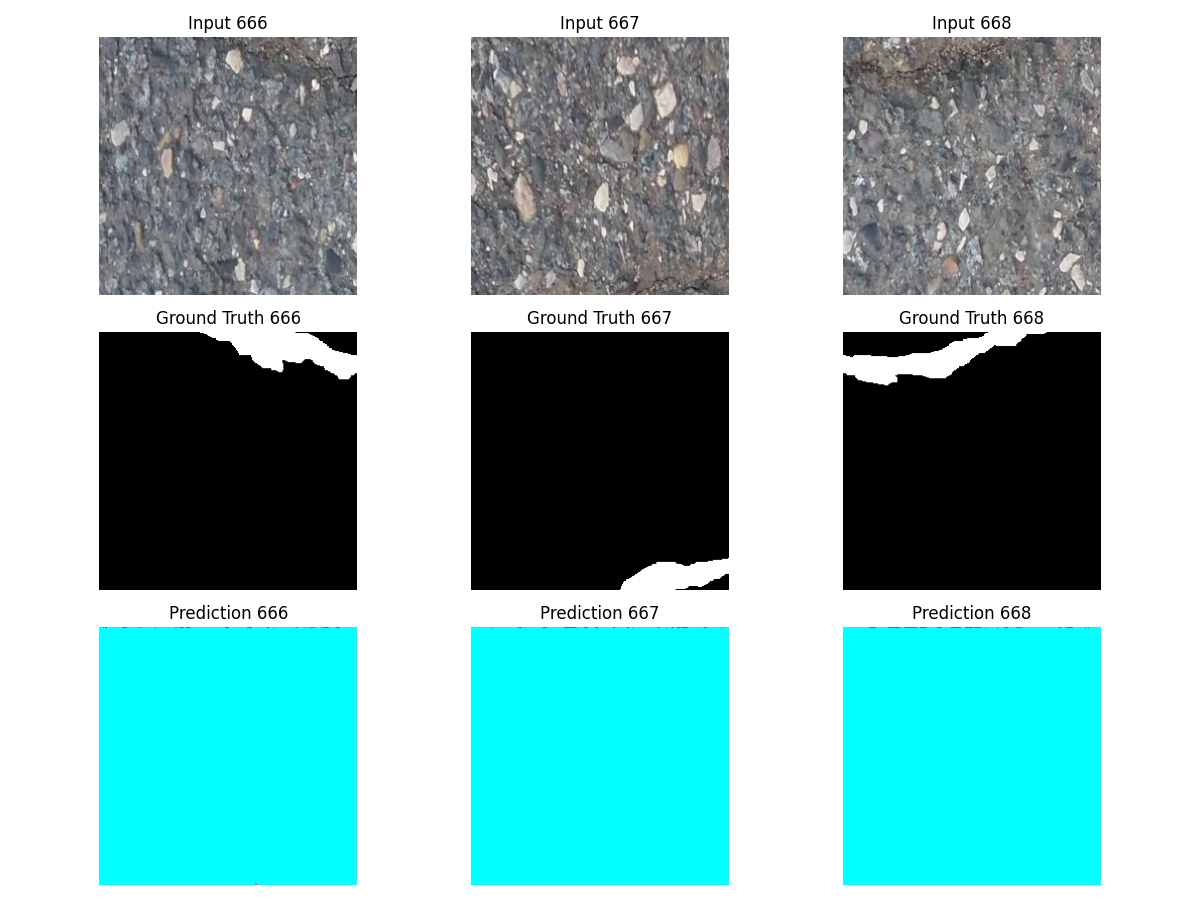 Input 666
Input 667
Input 668
Ground Truth 666
Ground Truth 667
Ground Truth 668
Prediction 666
Prediction 667
Prediction 668